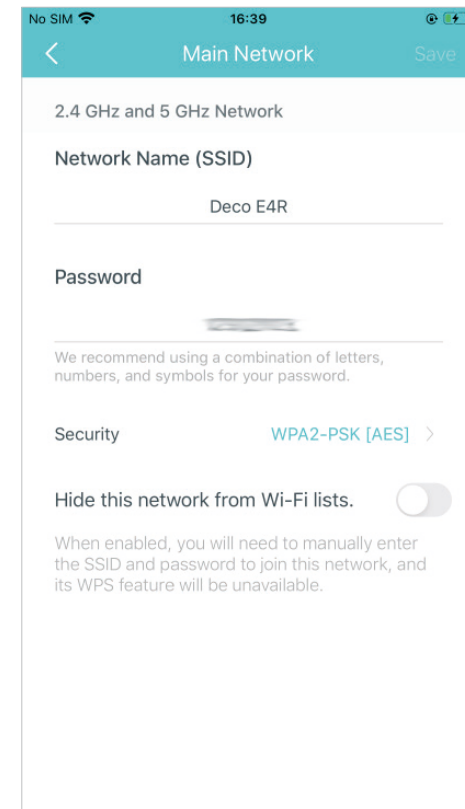 No SIM 16:39
Main Network Save
2.4 GHz and 5 GHz Network
Network Name (SSID)
Deco E4R
Password
We recommend using a combination of letters,
numbers, and symbols for your password.
Security WPA2-PSK [AES]
Hide this network from Wi-Fi lists.
When enabled, you will need to manually enter
the SSID and password to join this network, and
its WPS feature will be unavailable.